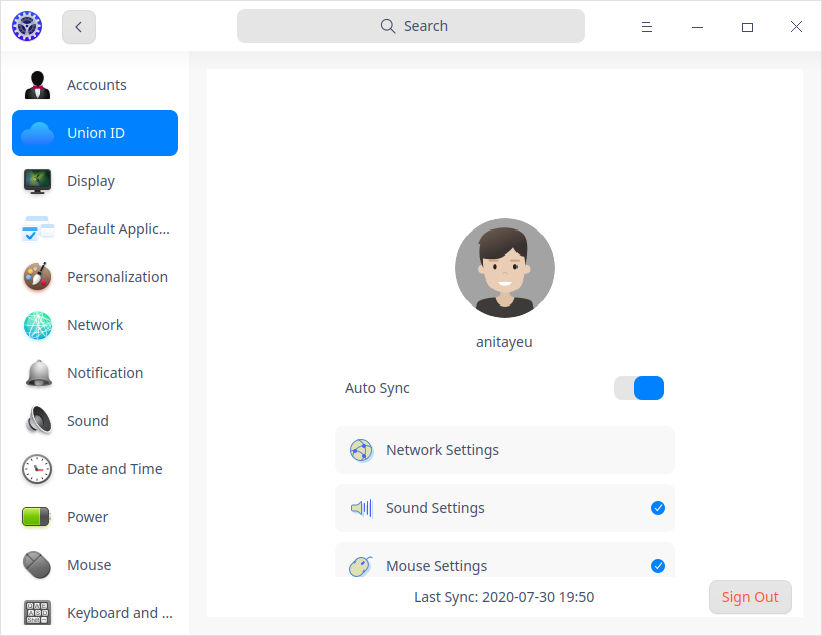 Search
Accounts
Union ID
Display
Default Applic...
Personalization
Network
Notification
Sound
Date and Time
Power
Mouse
Keyboard and ...
anitayeu
Auto Sync
Network Settings
Sound Settings
Mouse Settings
Last Sync: 2020-07-30 19:50
Sign Out